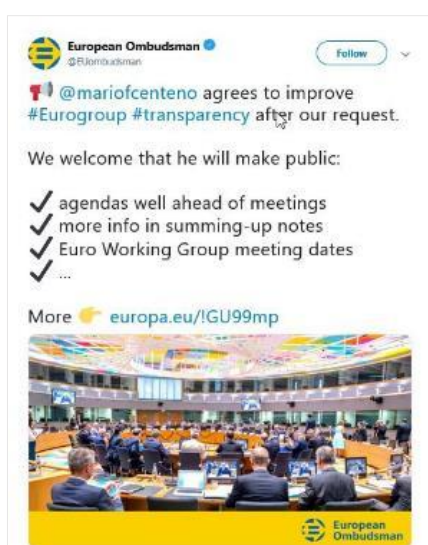 European Ombudsman
@EUombudsman
Follow
@mariofcenteno agrees to improve
#Eurogroup #transparency after our request.
We welcome that he will make public:
✔ agendas well ahead of meetings
✔ more info in summing-up notes
✔ Euro Working Group meeting dates
✔ ...
More 👉 europa.eu/!GU99mp
European
Ombudsman